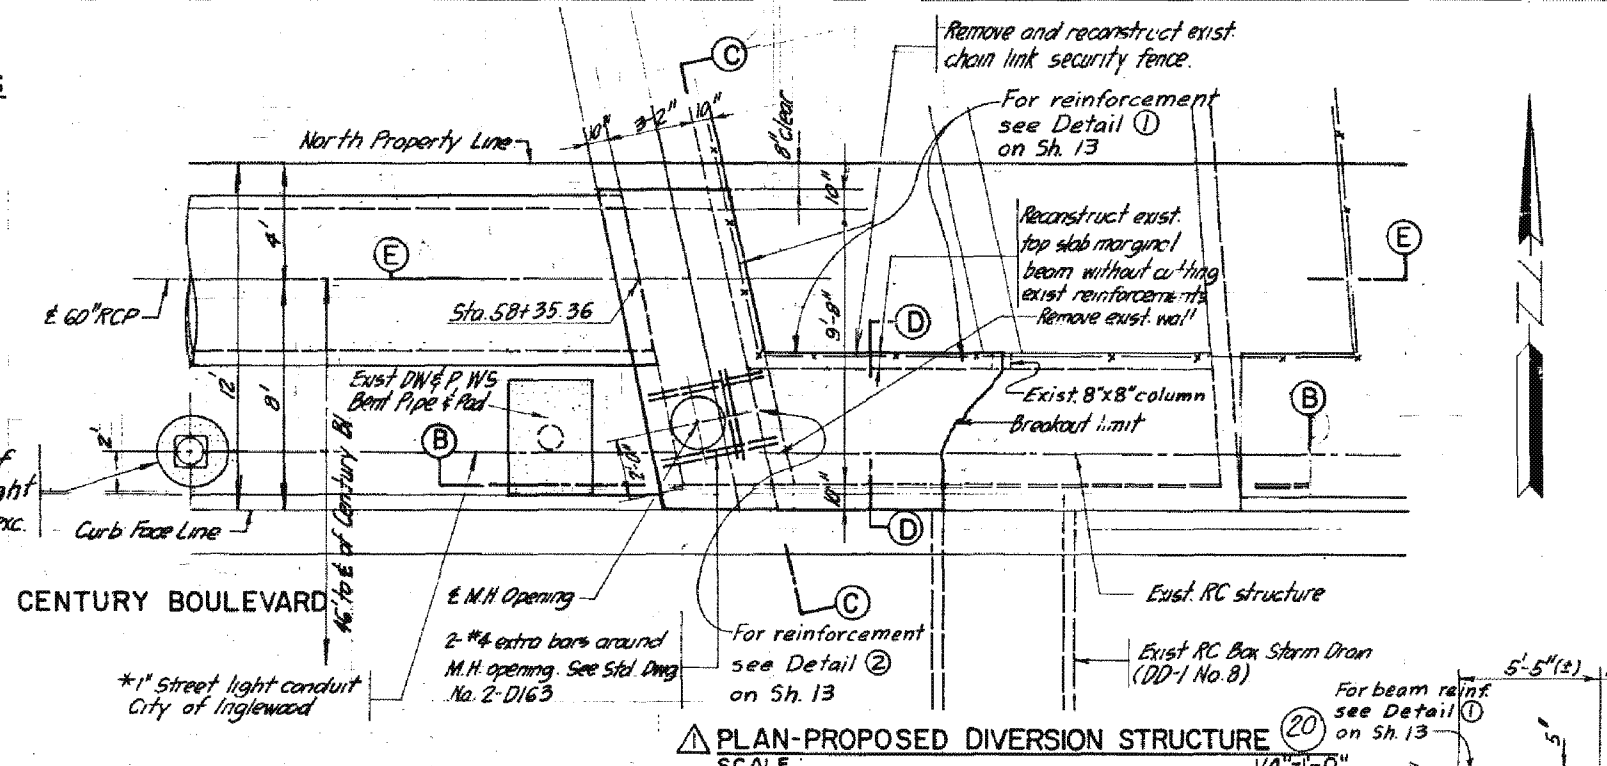 Remove and reconstruct exist.
chain link security fence.
For reinforcement
see Detail ①
on Sh. 13
C
10"
3'-2"
10"
8" clear
North Property Line
10"
Reconstruct exist.
top slab marginal
beam without cutting
exist reinforcements
Remove exist. wall
E
E
4'
℄ 60" RCP
Sta. 58+35.36
9'-8"
D
12'
8'
Exist DW&P. WS
Bent Pipe & Pad
Exist. 8"x8" column
Breakout limit
B
B
2'
2'-0"
10"
D
exc.
Curb Face Line
CENTURY BOULEVARD
46' to ℄ of Century Bl
℄ M.H. Opening
C
Exist. RC structure
2-#4 extra bars around
M.H. opening. See Std. Dwg
No. 2-D163
For reinforcement
see Detail ②
on Sh. 13
Exist RC Box Storm Drain
(DD-1 No. 8)
*1" Street light conduit
City of Inglewood
5'-5"(±)
For beam reinf.
see Detail ①
on Sh. 13
5'
1 PLAN-PROPOSED DIVERSION STRUCTURE 20
SCALE: 1/4"=1'-0"